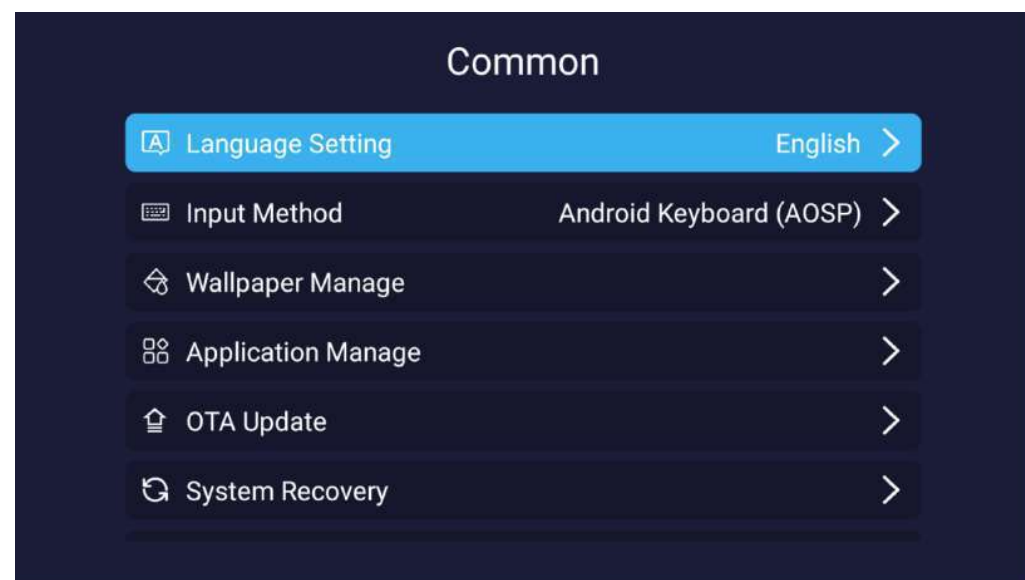 Common
Language Setting English
Input Method Android Keyboard (AOSP)
Wallpaper Manage
Application Manage
OTA Update
System Recovery